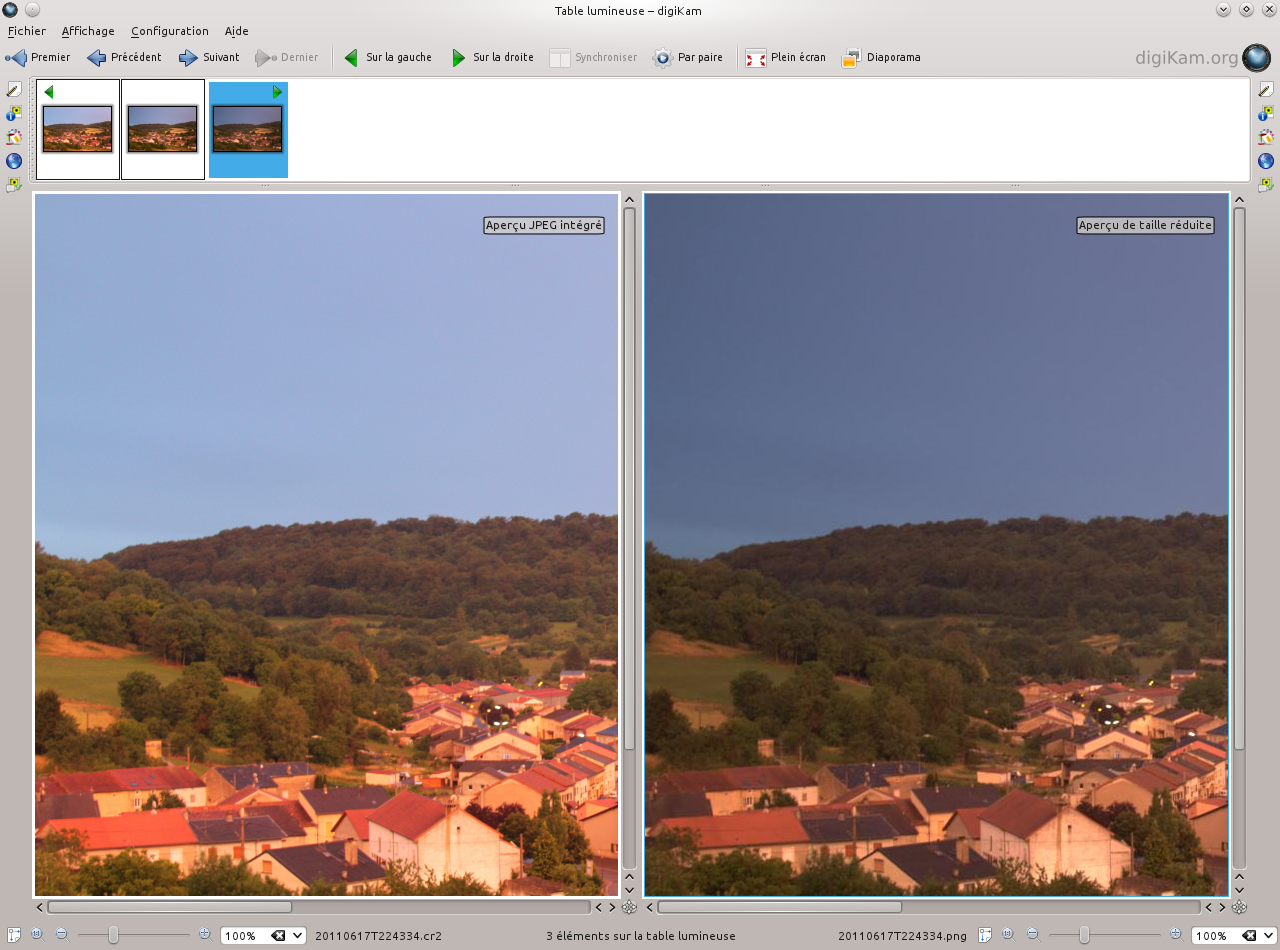 Table lumineuse – digiKam
Fichier Affichage Configuration Aide
Premier Précédent Suivant Dernier Sur la gauche Sur la droite Synchroniser Par paire Plein écran Diaporama digiKam.org
Aperçu JPEG intégré Aperçu de taille réduite
100% 20110617T224334.cr2 3 éléments sur la table lumineuse 20110617T224334.png 100%